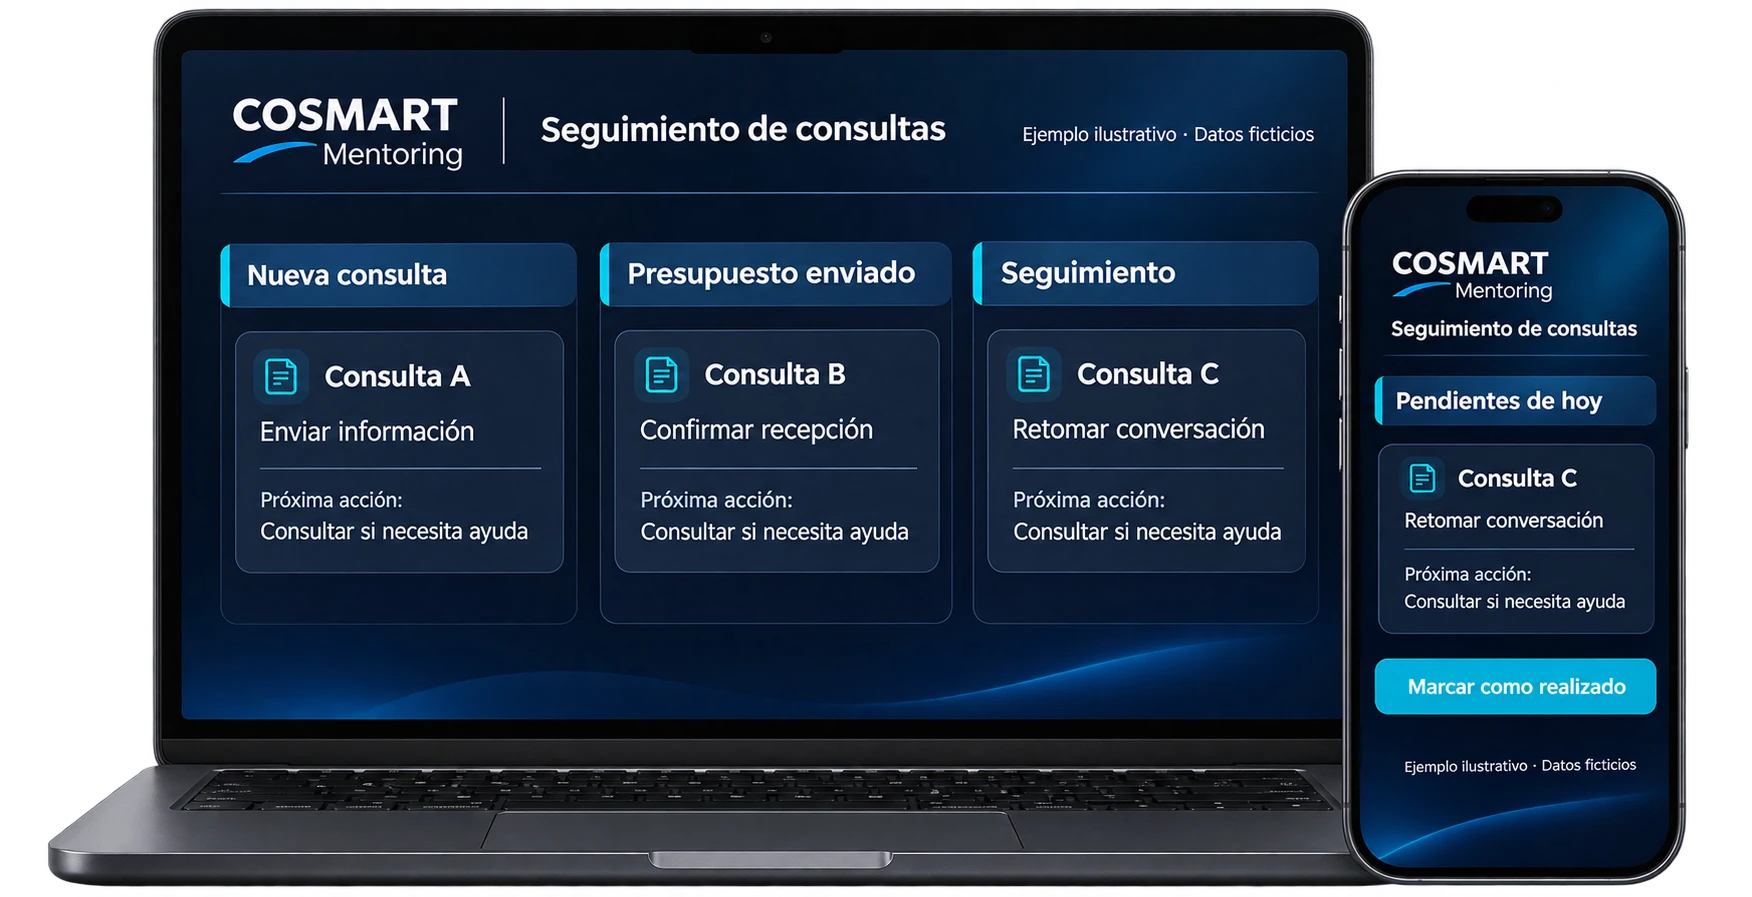 COSMART
Mentoring
Seguimiento de consultas
Ejemplo ilustrativo · Datos ficticios
Nueva consulta
Consulta A
Enviar información
Próxima acción:
Consultar si necesita ayuda
Presupuesto enviado
Consulta B
Confirmar recepción
Próxima acción:
Consultar si necesita ayuda
Seguimiento
Consulta C
Retomar conversación
Próxima acción:
Consultar si necesita ayuda
COSMART
Mentoring
Seguimiento de consultas
Pendientes de hoy
Consulta C
Retomar conversación
Próxima acción:
Consultar si necesita ayuda
Marcar como realizado
Ejemplo ilustrativo · Datos ficticios